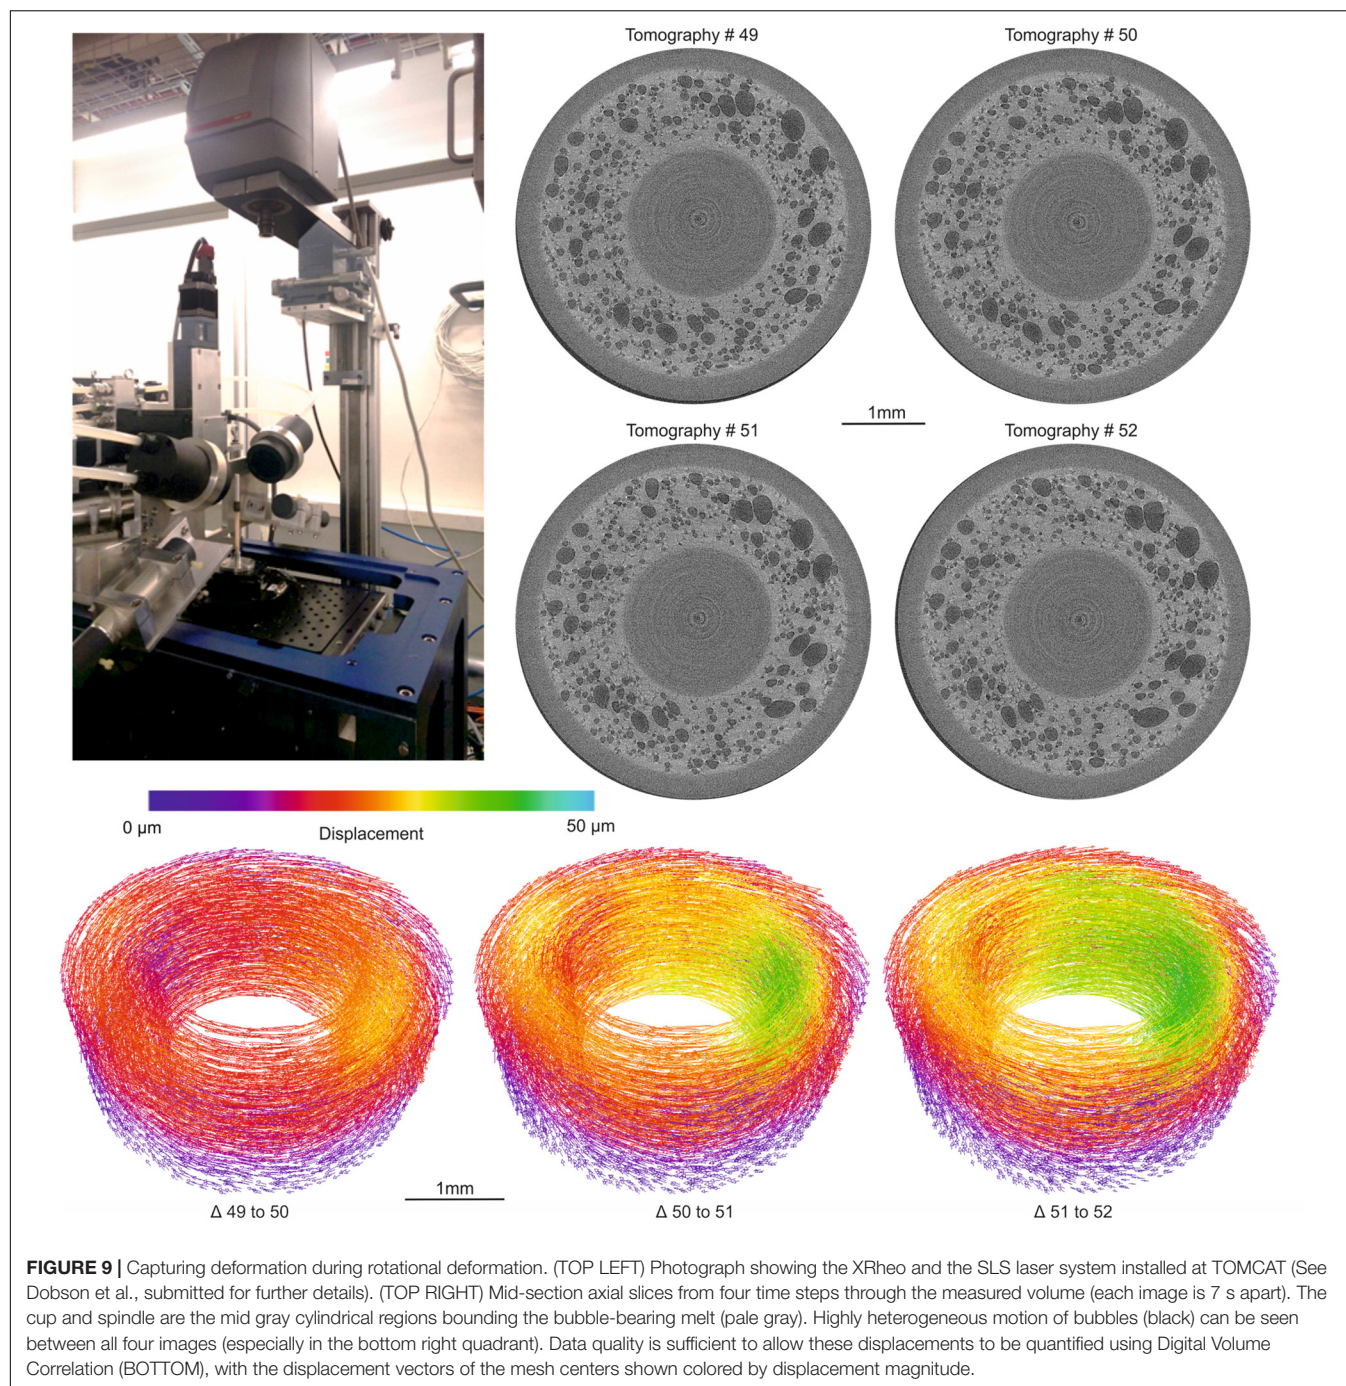 Tomography # 49
Tomography # 50
1mm
Tomography # 51
Tomography # 52
0 µm
Displacement
50 µm
1mm
Δ 49 to 50
Δ 50 to 51
Δ 51 to 52
FIGURE 9 | Capturing deformation during rotational deformation. (TOP LEFT) Photograph showing the XRheo and the SLS laser system installed at TOMCAT (See
Dobson et al., submitted for further details). (TOP RIGHT) Mid-section axial slices from four time steps through the measured volume (each image is 7 s apart). The
cup and spindle are the mid gray cylindrical regions bounding the bubble-bearing melt (pale gray). Highly heterogeneous motion of bubbles (black) can be seen
between all four images (especially in the bottom right quadrant). Data quality is sufficient to allow these displacements to be quantified using Digital Volume
Correlation (BOTTOM), with the displacement vectors of the mesh centers shown colored by displacement magnitude.